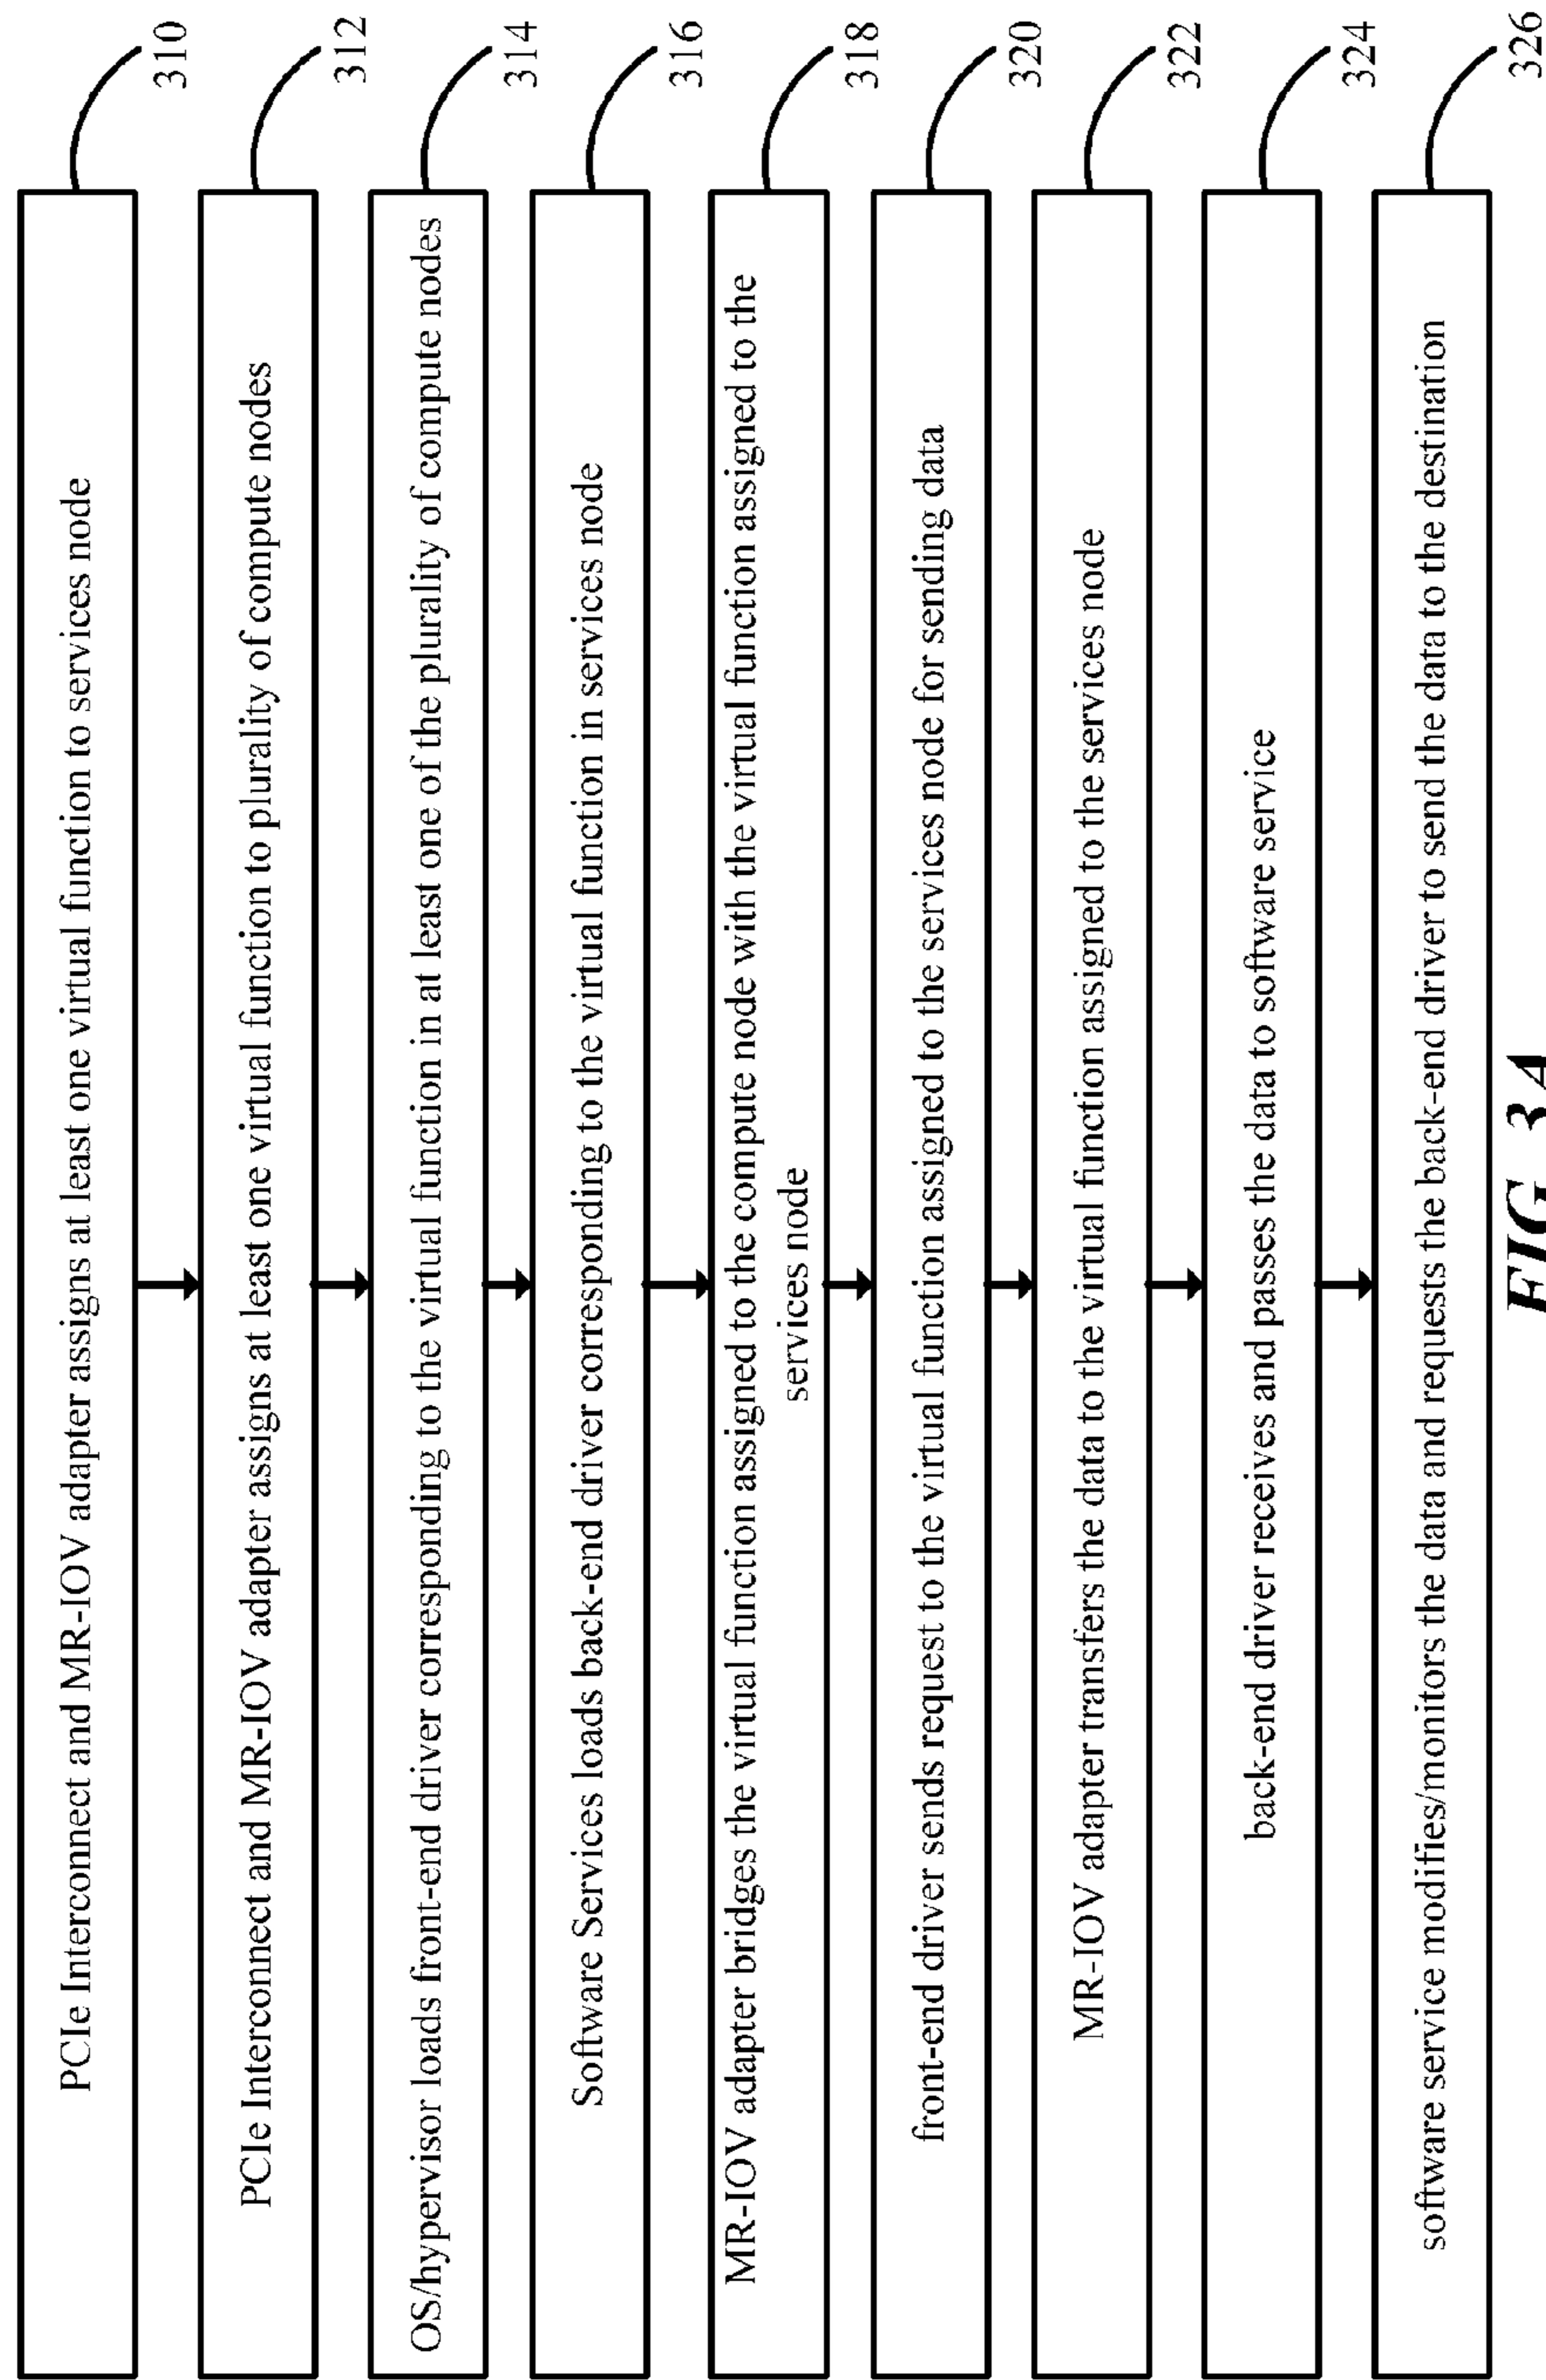 PCIe Interconnect and MR-IOV adapter assigns at least one virtual function to services node
310
PCIe Interconnect and MR-IOV adapter assigns at least one virtual function to plurality of compute nodes
312
OS/hypervisor loads front-end driver corresponding to the virtual function in at least one of the plurality of compute nodes
314
Software Services loads back-end driver corresponding to the virtual function in services node
316
MR-IOV adapter bridges the virtual function assigned to the compute node with the virtual function assigned to the
services node
318
front-end driver sends request to the virtual function assigned to the services node for sending data
320
MR-IOV adapter transfers the data to the virtual function assigned to the services node
322
back-end driver receives and passes the data to software service
324
software service modifies/monitors the data and requests the back-end driver to send the data to the destination
326
FIG. 3A